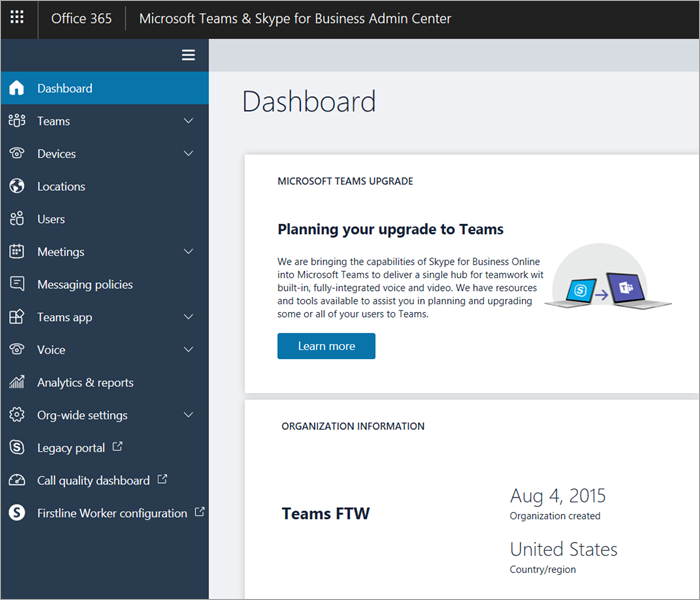 Office 365
Microsoft Teams & Skype for Business Admin Center
Dashboard
Teams
Devices
Locations
Users
Meetings
Messaging policies
Teams app
Voice
Analytics & reports
Org-wide settings
Legacy portal
Call quality dashboard
Firstline Worker configuration
Dashboard
MICROSOFT TEAMS UPGRADE
Planning your upgrade to Teams
We are bringing the capabilities of Skype for Business Online
into Microsoft Teams to deliver a single hub for teamwork wit
built-in, fully-integrated voice and video. We have resources
and tools available to assist you in planning and upgrading
some or all of your users to Teams.
Learn more
ORGANIZATION INFORMATION
Teams FTW
Aug 4, 2015
Organization created
United States
Country/region